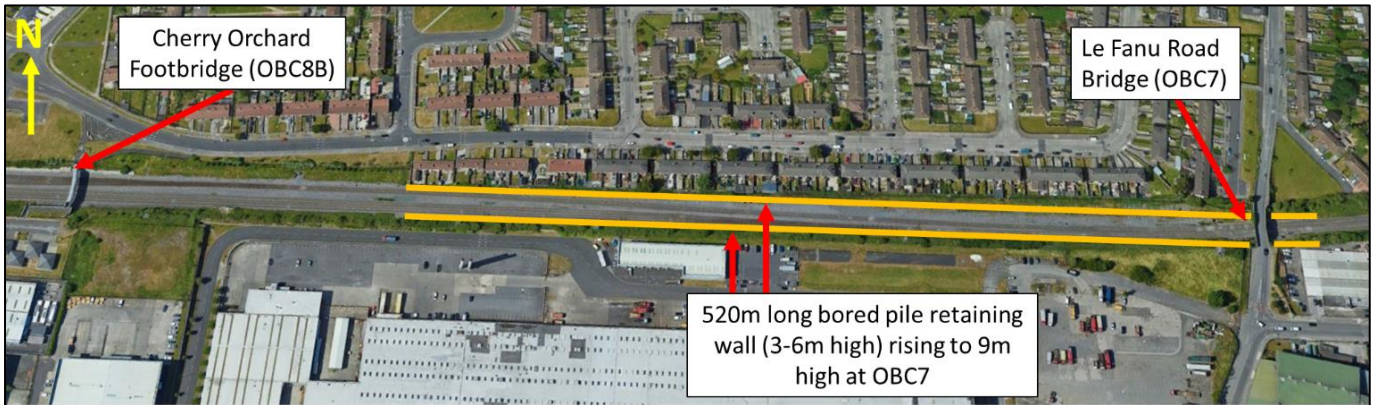 N
Cherry Orchard
Footbridge (OBC8B)
Le Fanu Road
Bridge (OBC7)
520m long bored pile retaining
wall (3-6m high) rising to 9m
high at OBC7